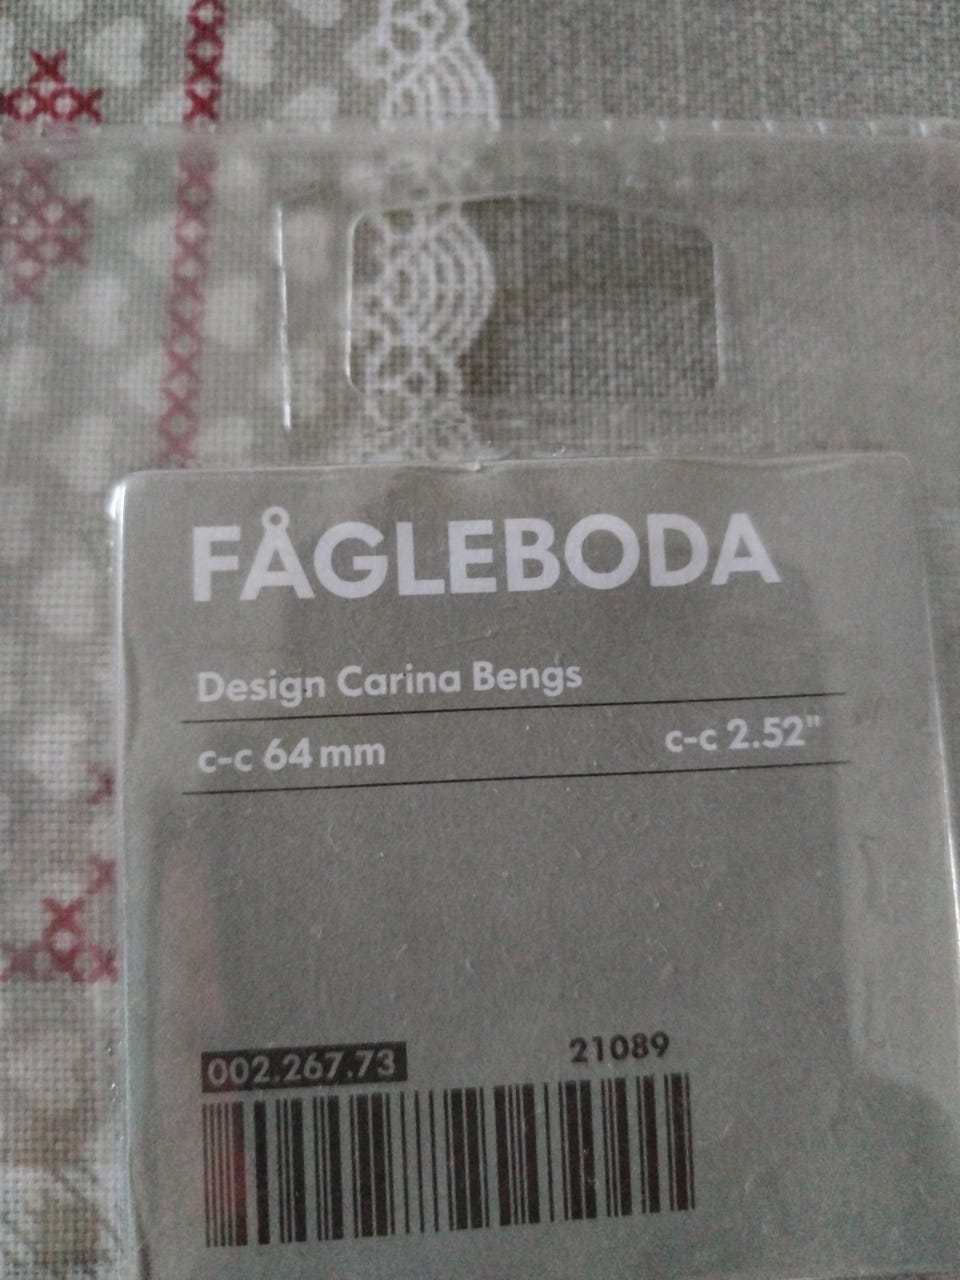 FÅGLEBODA
Design Carina Bengs
c-c 64 mm c-c 2.52"
002.267.73 21089